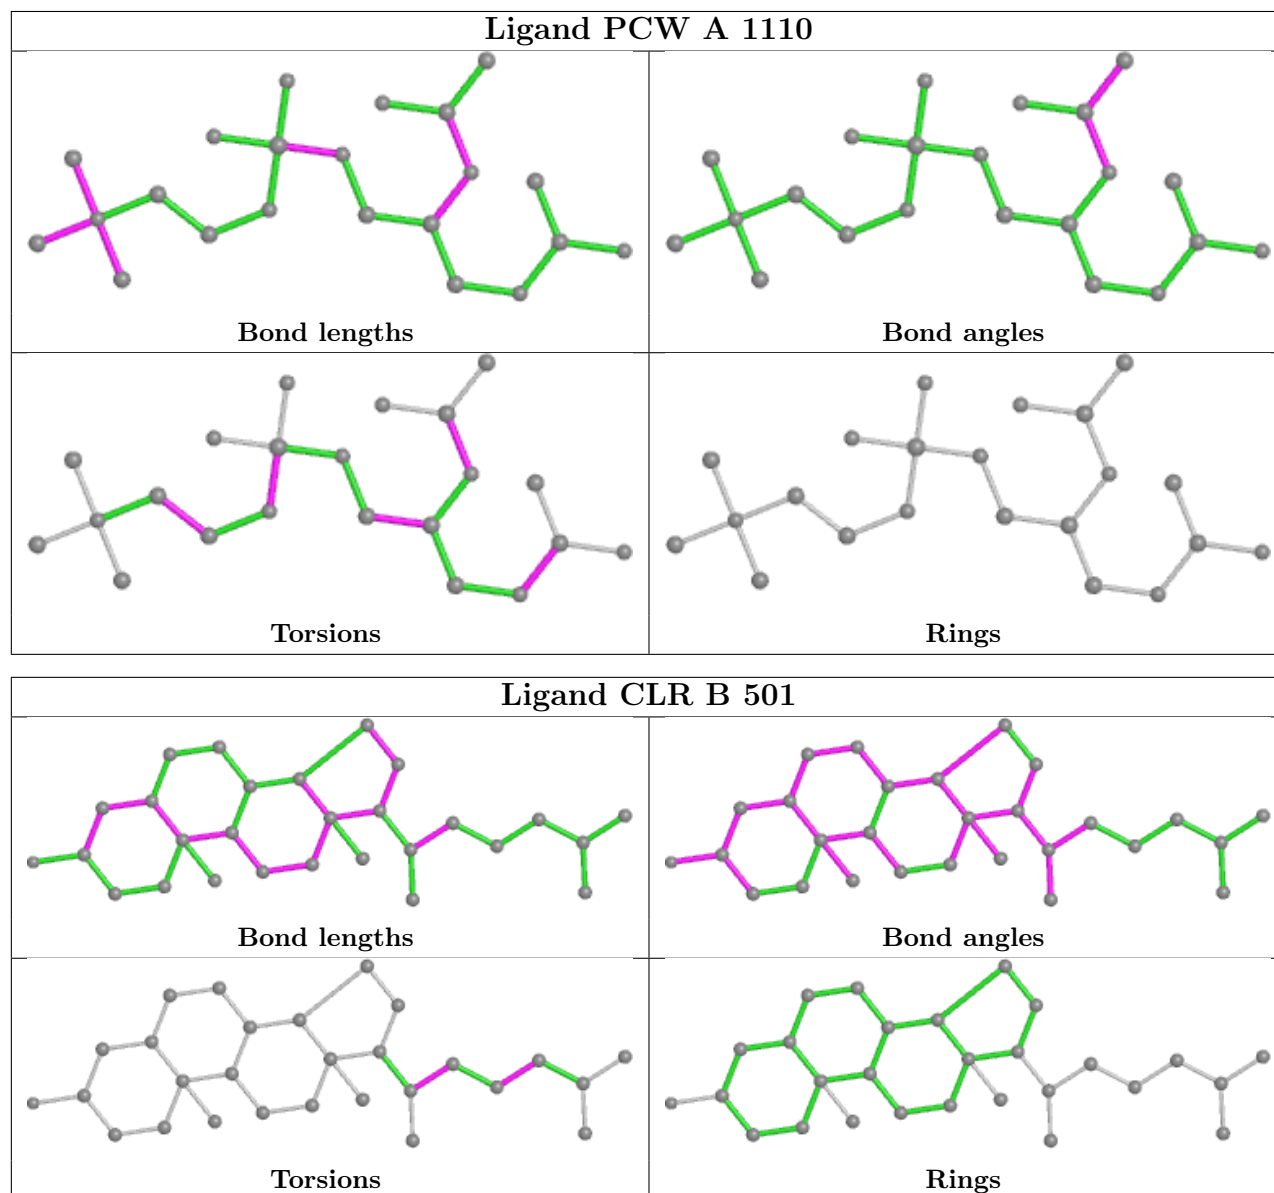 Ligand PCW A 1110
Bond lengths
Bond angles
Torsions
Rings
Ligand CLR B 501
Bond lengths
Bond angles
Torsions
Rings